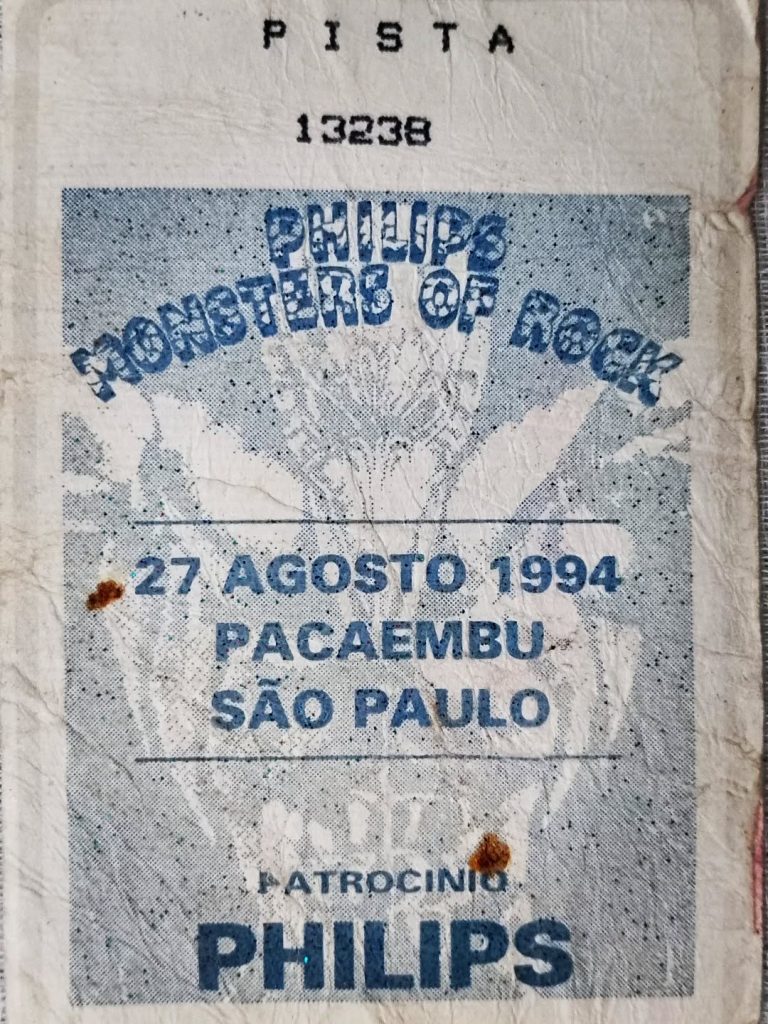 PISTA
13238
PHILIPS
MONSTERS OF ROCK
27 AGOSTO 1994
PACAEMBU
SÃO PAULO
PATROCINIO
PHILIPS